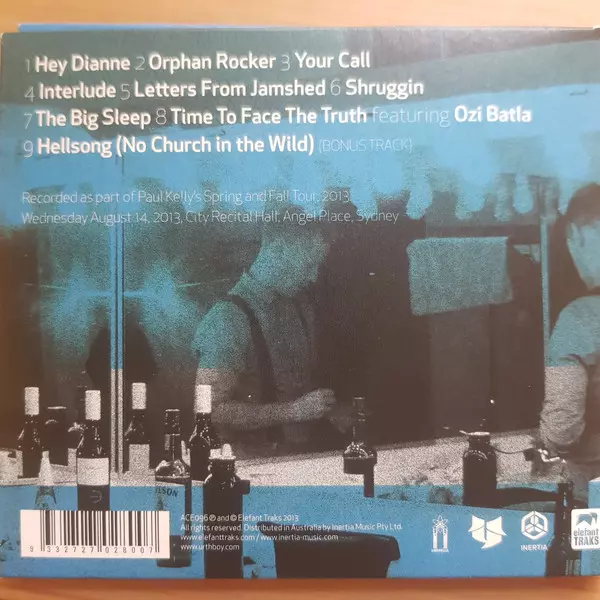 1 Hey Dianne 2 Orphan Rocker 3 Your Call
4 Interlude 5 Letters From Jamshed 6 Shruggin
7 The Big Sleep 8 Time To Face The Truth featuring Ozi Batla
9 Hellsong (No Church in the Wild) (BONUS TRACK)
Recorded as part of Paul Kelly's Spring and Fall Tour, 2013
Wednesday August 14, 2013, City Recital Hall, Angel Place, Sydney
ACE096 ℗ and © Elefant Traks 2013
All rights reserved. Distributed in Australia by Inertia Music Pty Ltd.
www.elefanttraks.com / www.inertia-music.com
www.urthboy.com
9 332727 028007
INERTIA
elefant
TRAKS